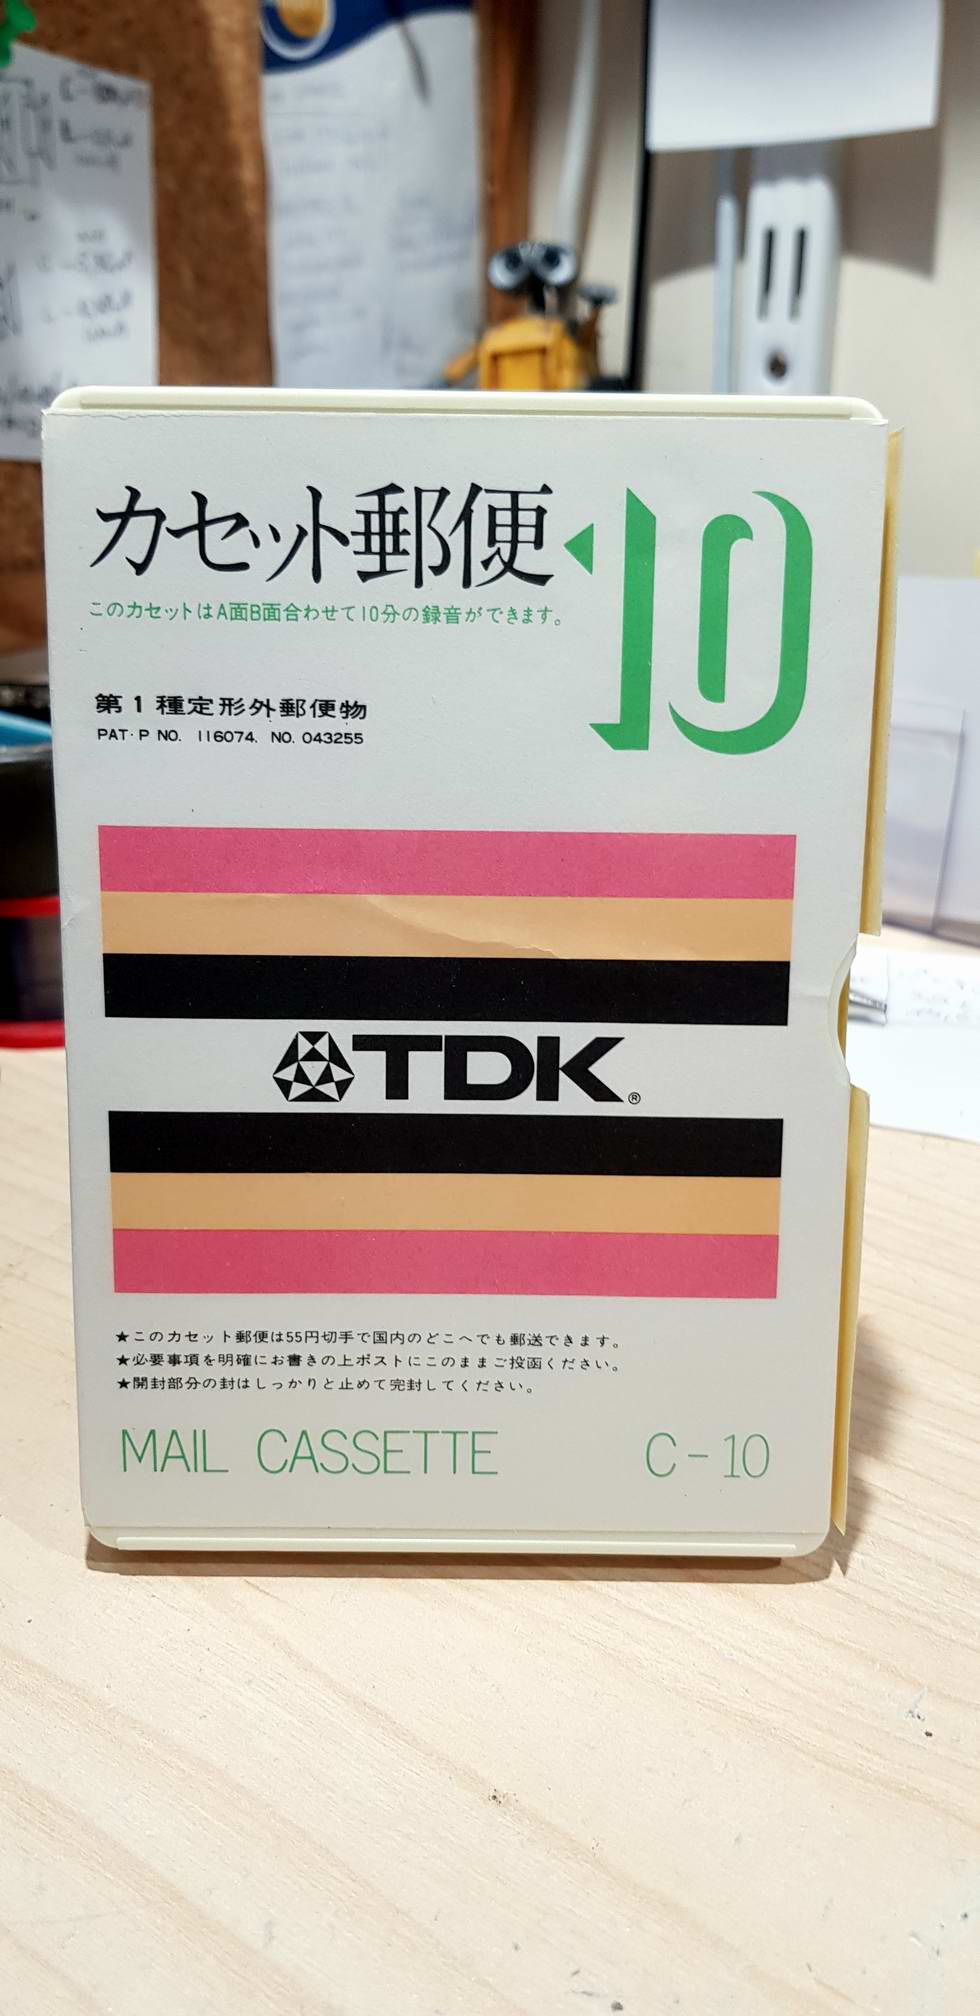 カセット郵便 10
このカセットはA面B面合わせて10分の録音ができます。
第1種定形外郵便物
PAT·P NO. 116074. NO. 043255
TDK®
★このカセット郵便は55円切手で国内のどこへでも郵送できます。
★必要事項を明確にお書きの上ポストにこのままご投函ください。
★開封部分の封はしっかりと止めて完封してください。
MAIL CASSETTE C-10